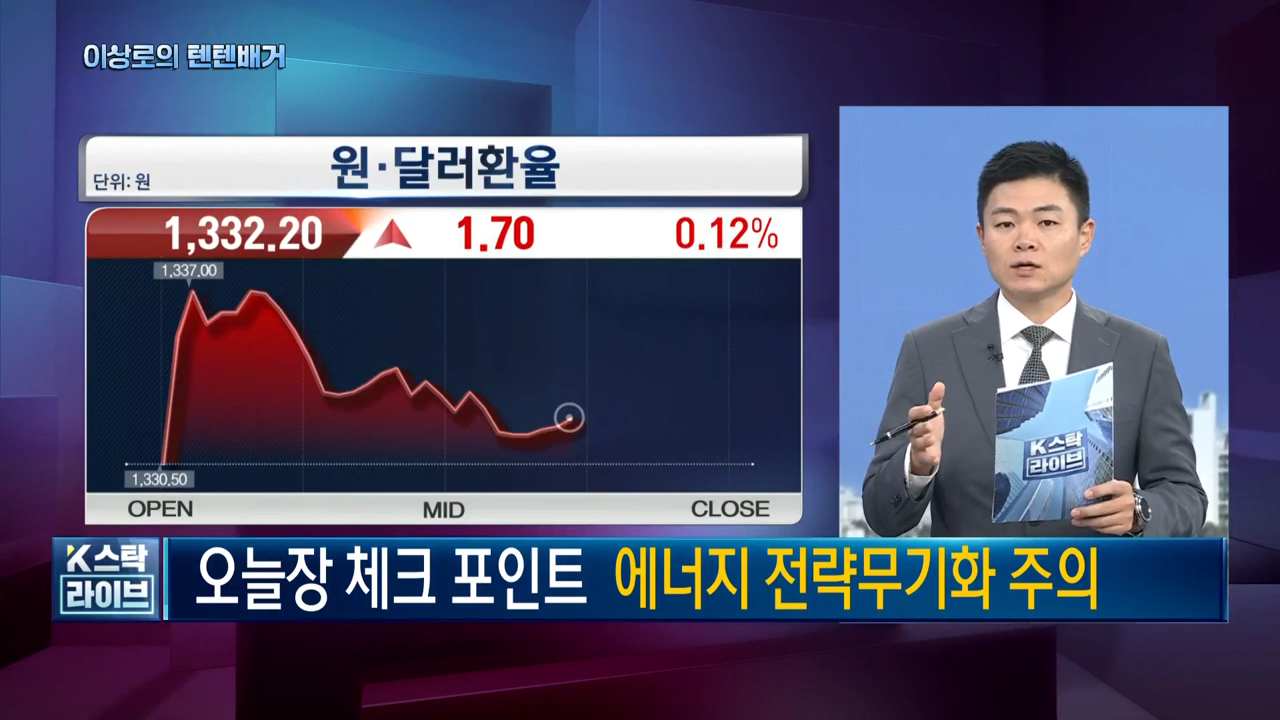 이상로의 텐텐배거
원·달러환율
단위: 원
1,332.20 1.70 0.12%
1,337.00
1,330.50
OPEN MID CLOSE
K스탁
라이브
K스탁
라이브
오늘장 체크 포인트 에너지 전략무기화 주의